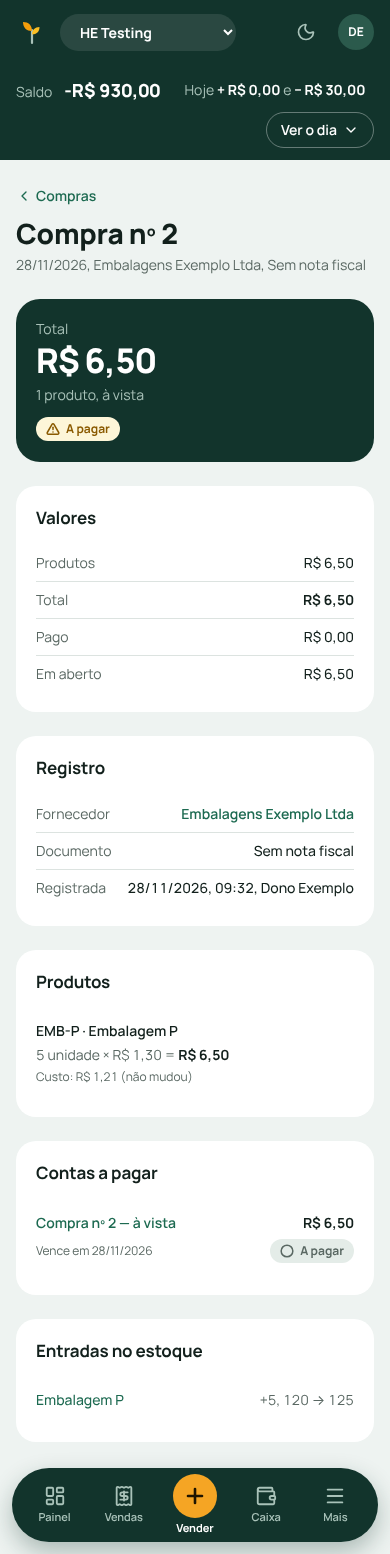 HE Testing
DE
Saldo -R$ 930,00 Hoje + R$ 0,00 e − R$ 30,00
Ver o dia
Compras
Compra nº 2
28/11/2026, Embalagens Exemplo Ltda, Sem nota fiscal
Total
R$ 6,50
1 produto, à vista
A pagar
Valores
Produtos R$ 6,50
Total R$ 6,50
Pago R$ 0,00
Em aberto R$ 6,50
Registro
Fornecedor Embalagens Exemplo Ltda
Documento Sem nota fiscal
Registrada 28/11/2026, 09:32, Dono Exemplo
Produtos
EMB-P · Embalagem P
5 unidade × R$ 1,30 = R$ 6,50
Custo: R$ 1,21 (não mudou)
Contas a pagar
Compra nº 2 — à vista R$ 6,50
Vence em 28/11/2026 A pagar
Entradas no estoque
Embalagem P +5, 120 → 125
Painel Vendas Vender Caixa Mais